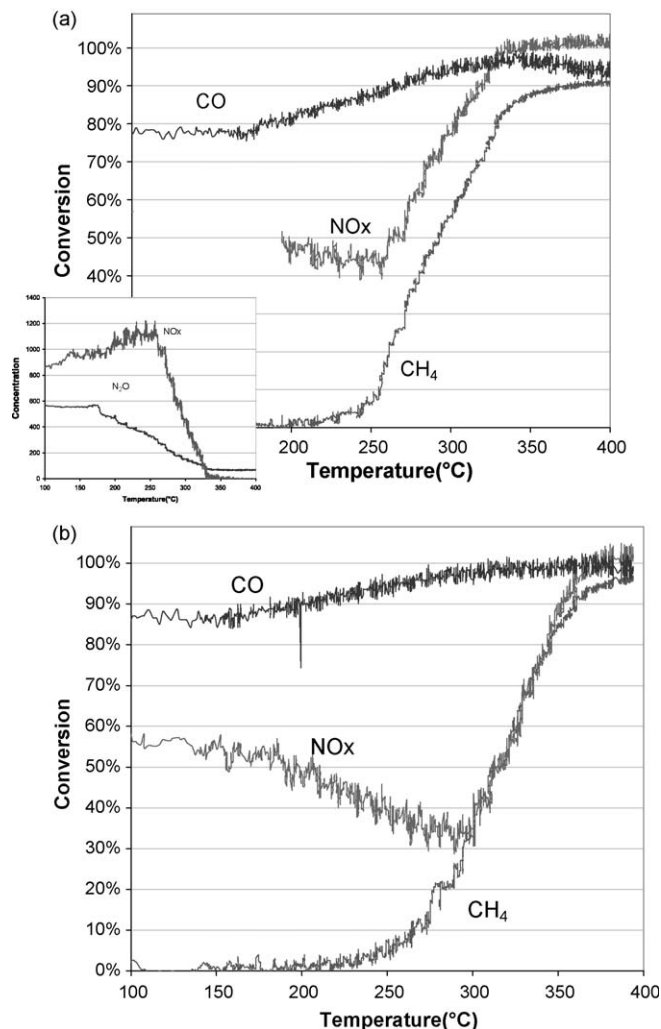 (a)
100%
90%
80%
70%
60%
50%
40%
Conversion
CO
NOx
CH₄
200 250 300 350 400
Temperature(°C)
1400
1200
1000
800
600
400
200
0
Concentration
NOx
N₂O
100 150 200 250 300 350 400
Temperature(°C)
(b)
100%
90%
80%
70%
60%
50%
40%
30%
20%
10%
0%
Conversion
CO
NOx
CH₄
100 150 200 250 300 350 400
Temperature(°C)